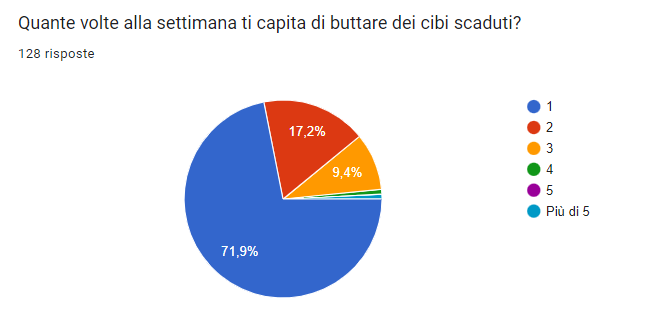 Quante volte alla settimana ti capita di buttare dei cibi scaduti?
128 risposte
17,2%
9,4%
71,9%
1
2
3
4
5
Più di 5